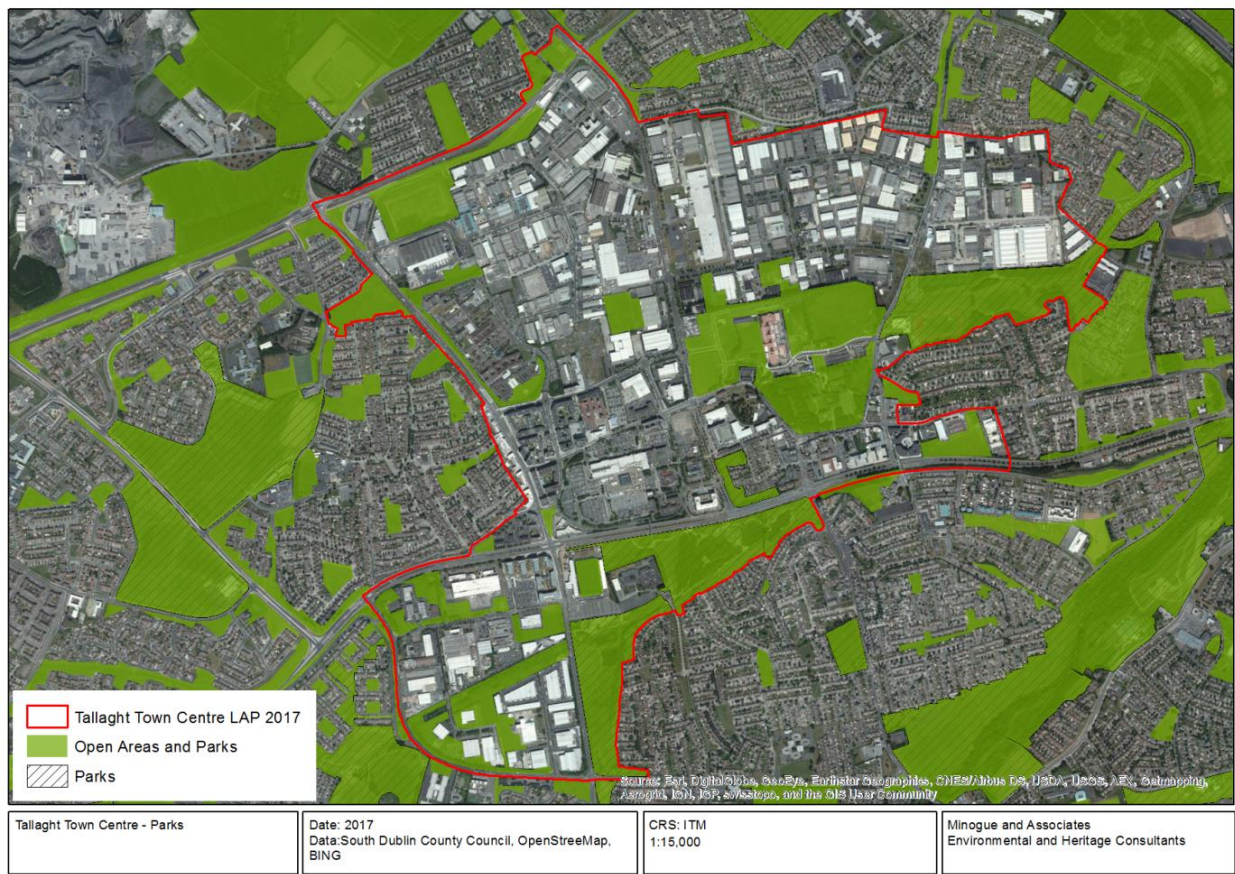 Tallaght Town Centre LAP 2017
Open Areas and Parks
Parks
Source: Esri, DigitalGlobe, GeoEye, Earthstar Geographics, CNES/Airbus DS, USDA, USGS, AEX, Getmapping,
Aerogrid, IGN, IGP, swisstopo, and the GIS User Community
Tallaght Town Centre - Parks
Date: 2017
Data:South Dublin County Council, OpenStreeMap,
BING
CRS: ITM
1:15,000
Minogue and Associates
Environmental and Heritage Consultants